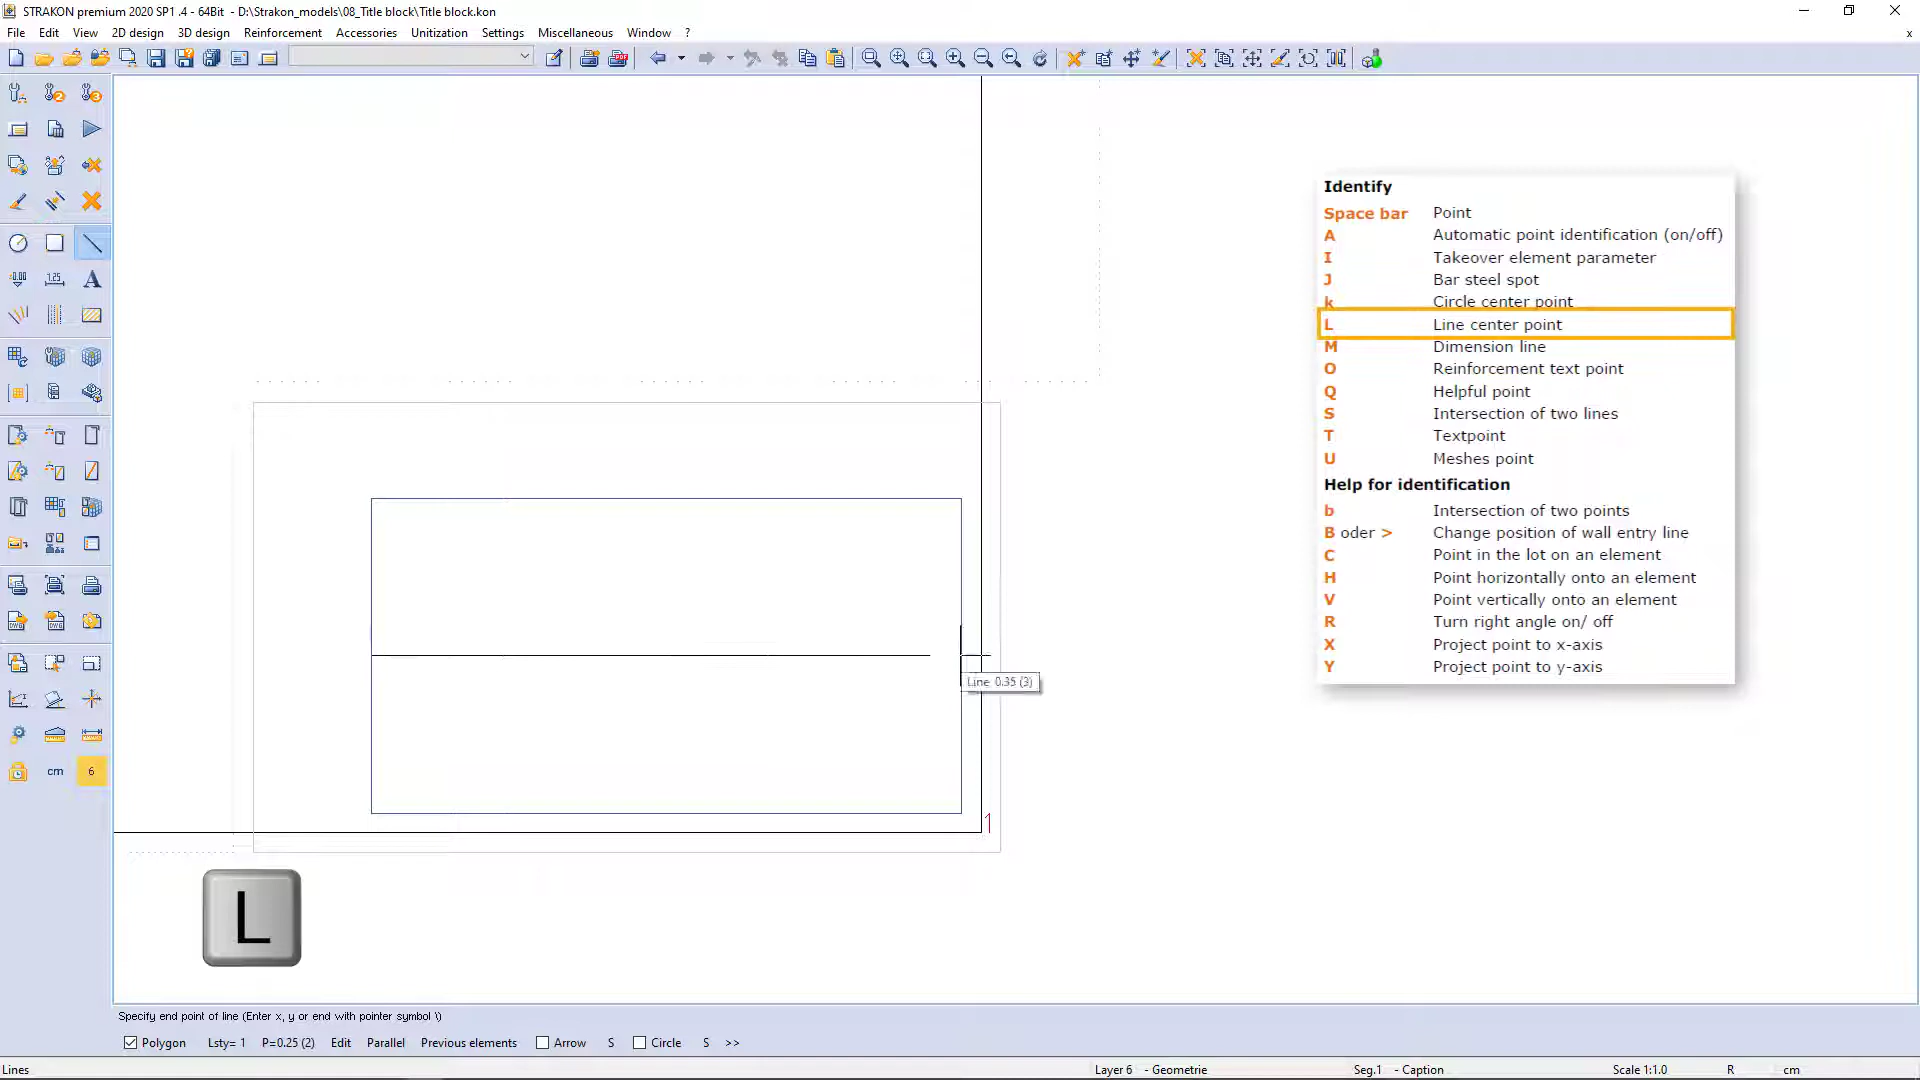 STRAKON premium 2020 SP1 .4 - 64Bit - D:\Strakon_models\08_Title block\Title block.kon
File Edit View 2D design 3D design Reinforcement Accessories Unitization Settings Miscellaneous Window ?
x
Identify
Space bar Point
A Automatic point identification (on/off)
I Takeover element parameter
J Bar steel spot
k Circle center point
L Line center point
M Dimension line
O Reinforcement text point
Q Helpful point
S Intersection of two lines
T Textpoint
U Meshes point
Help for identification
b Intersection of two points
B oder > Change position of wall entry line
C Point in the lot on an element
H Point horizontally onto an element
V Point vertically onto an element
R Turn right angle on/ off
X Project point to x-axis
Y Project point to y-axis
Line 0.35 (3)
1
cm 6
L
Specify end point of line (Enter x, y or end with pointer symbol \)
Polygon Lsty= 1 P=0.25 (2) Edit Parallel Previous elements Arrow S Circle S >>
Lines Layer 6 - Geometrie Seg.1 - Caption Scale 1:1.0 R cm